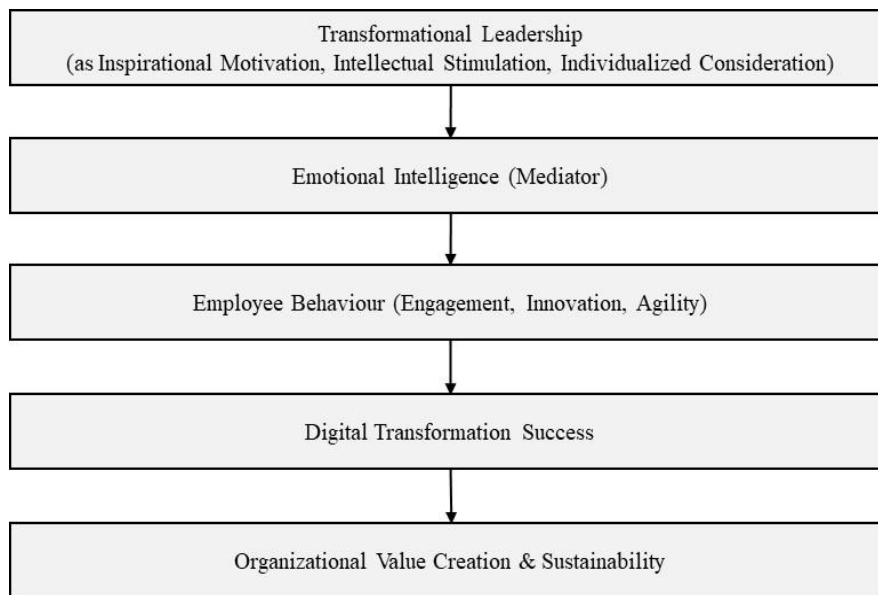 Transformational Leadership
(as Inspirational Motivation, Intellectual Stimulation, Individualized Consideration)
Emotional Intelligence (Mediator)
Employee Behaviour (Engagement, Innovation, Agility)
Digital Transformation Success
Organizational Value Creation & Sustainability